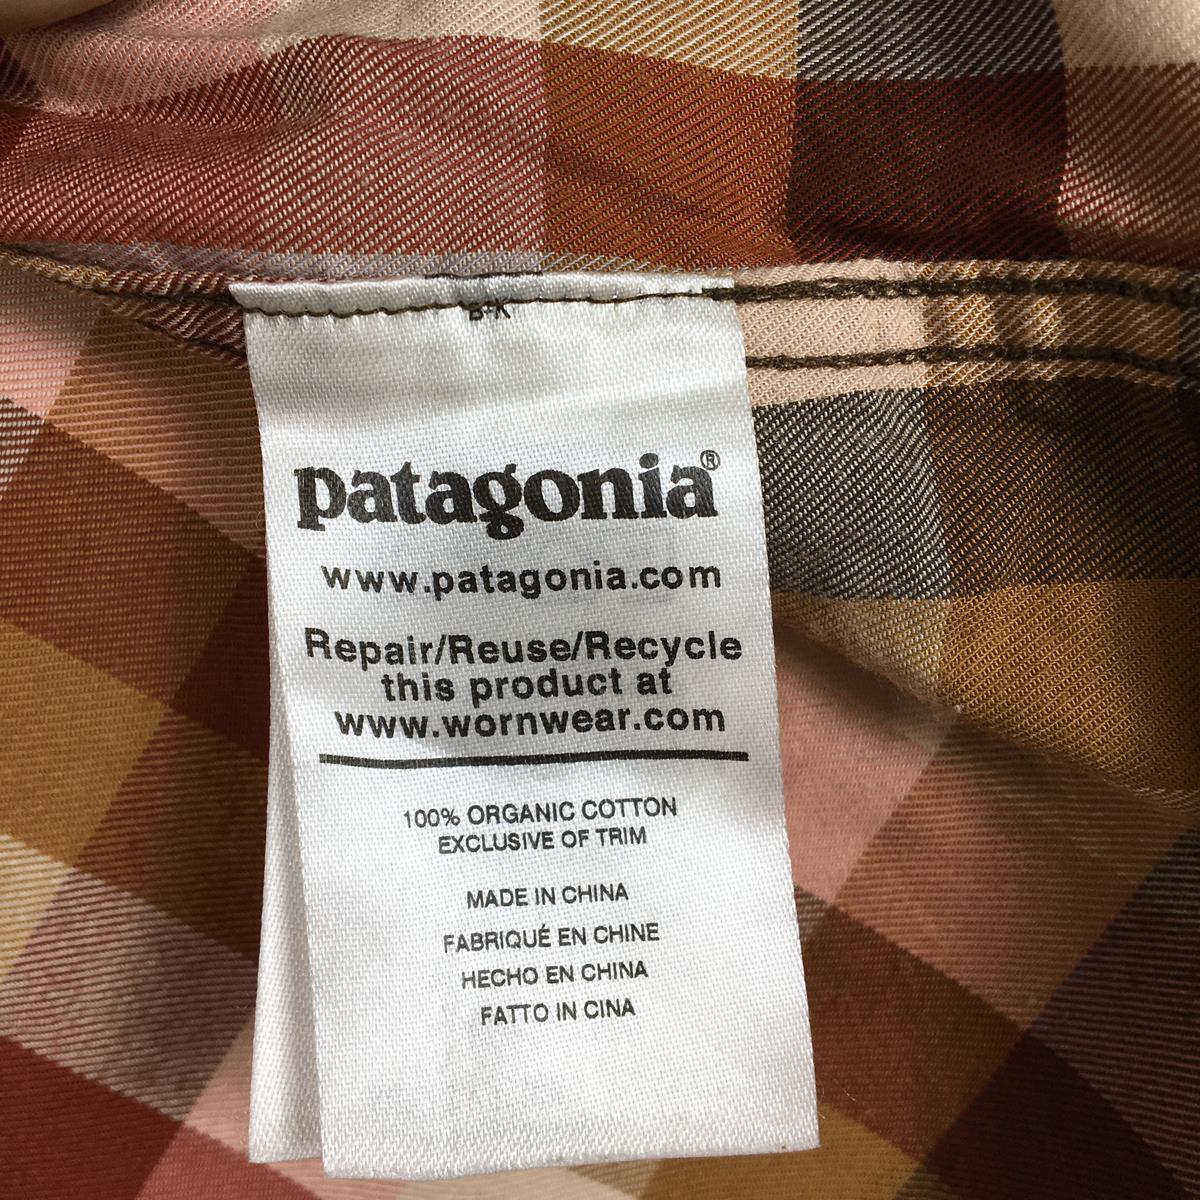 B+K
patagonia®
www.patagonia.com
Repair/Reuse/Recycle
this product at
www.wornwear.com
100% ORGANIC COTTON
EXCLUSIVE OF TRIM
MADE IN CHINA
FABRIQUÉ EN CHINE
HECHO EN CHINA
FATTO IN CINA